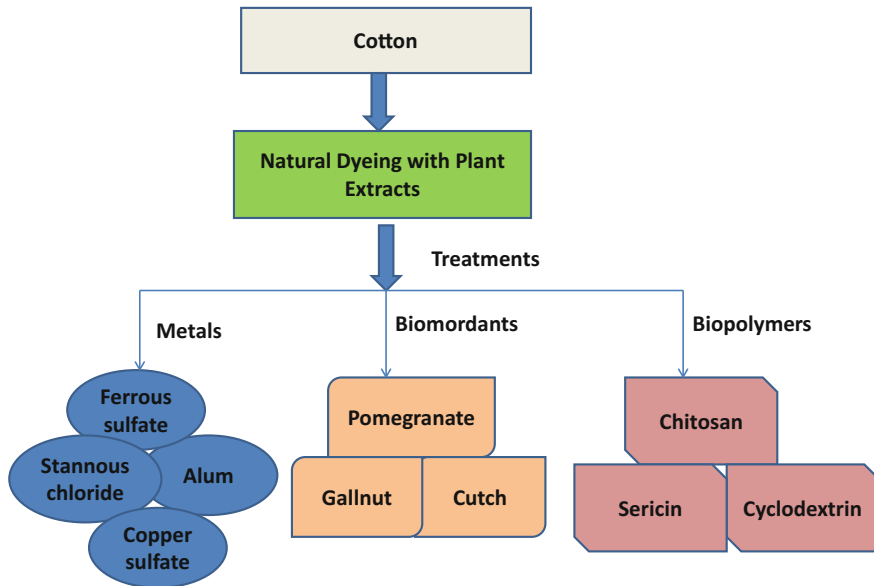 Cotton
Natural Dyeing with Plant
Extracts
Treatments
Metals
Biomordants
Biopolymers
Ferrous
sulfate
Stannous
chloride
Alum
Copper
sulfate
Pomegranate
Gallnut
Cutch
Chitosan
Sericin
Cyclodextrin